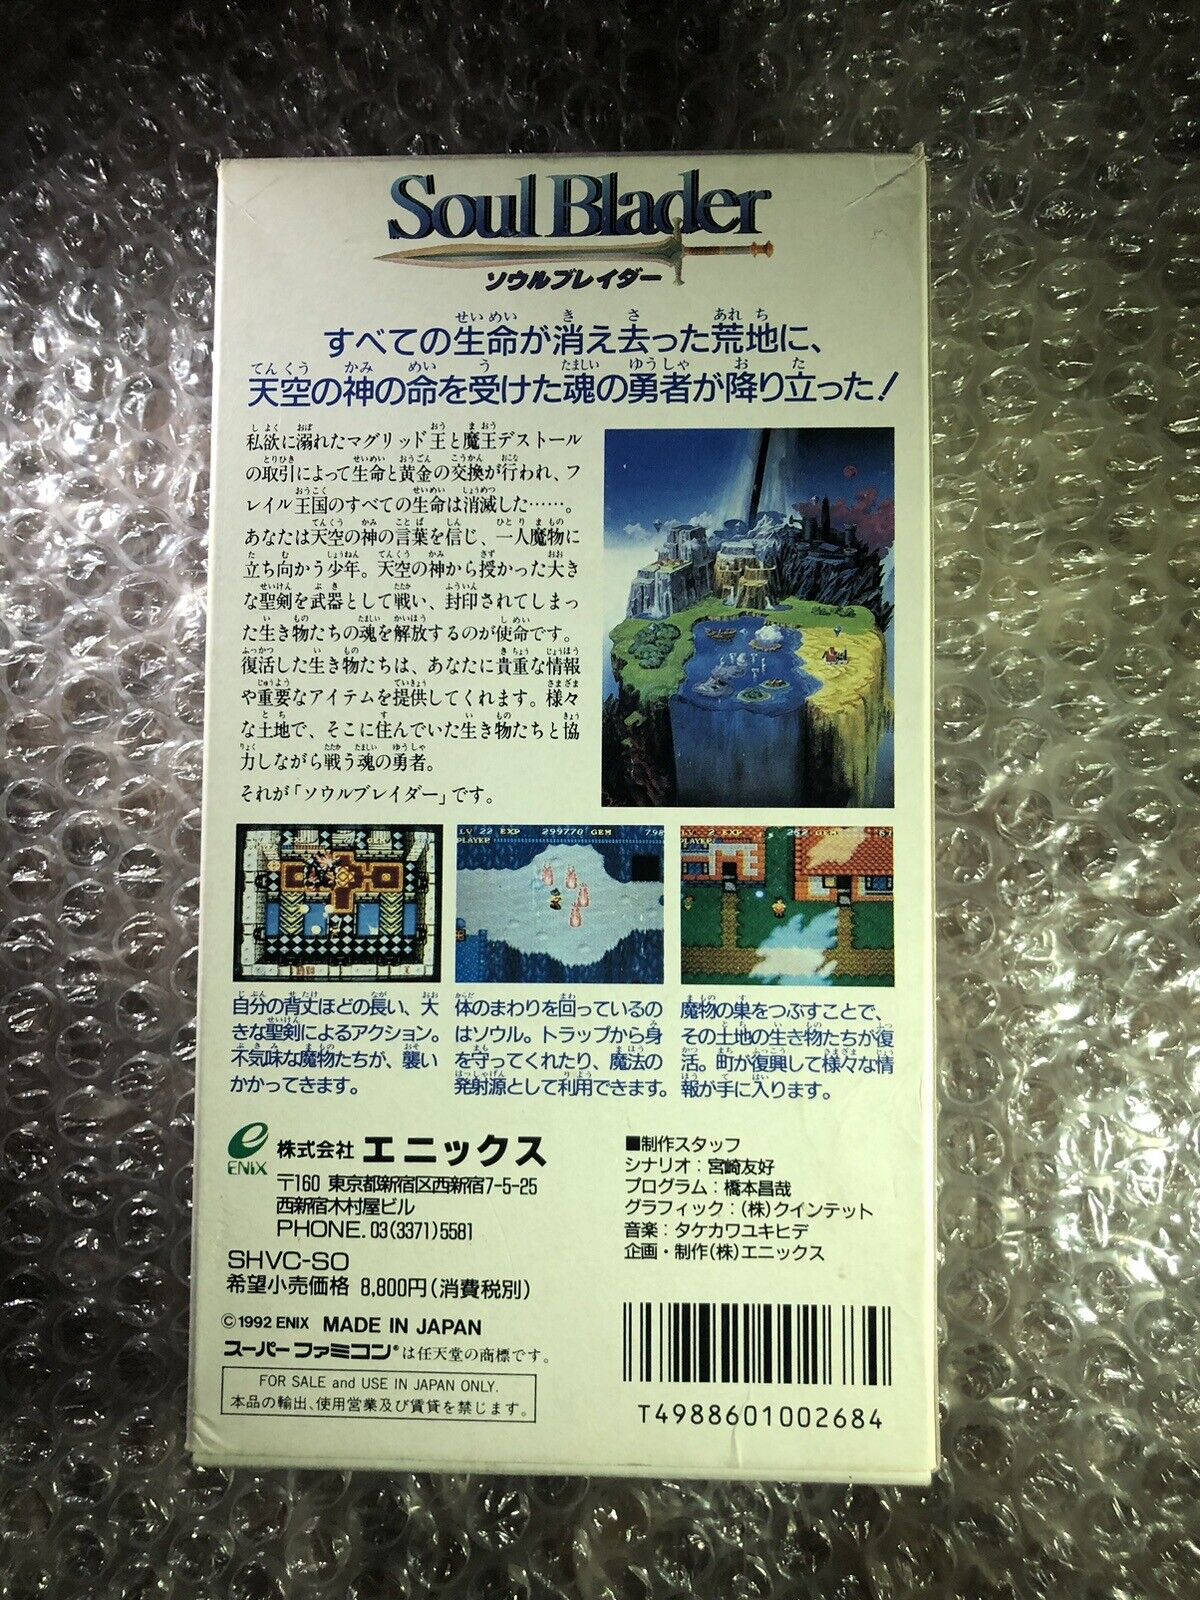 Soul Blader
ソウルブレイダー
すべての生命が消え去った荒地に、
天空の神の命を受けた魂の勇者が降り立った!
私欲に溺れたマグリッド王と魔王デストール
の取引によって生命と黄金の交換が行われ、フ
レイル王国のすべての生命は消滅した……。
あなたは天空の神の言葉を信じ、一人魔物に
立ち向かう少年。天空の神から授かった大き
な聖剣を武器として戦い、封印されてしまっ
た生き物たちの魂を解放するのが使命です。
復活した生き物たちは、あなたに貴重な情報
や重要なアイテムを提供してくれます。様々
な土地で、そこに住んでいた生き物たちと協
力しながら戦う魂の勇者。
それが「ソウルブレイダー」です。
LV 22 EXP 299770 GEM 798
PLAYER
LV 2 EXP 252 GEM 67
PLAYER
自分の背丈ほどの長い、大
きな聖剣によるアクション。
不気味な魔物たちが、襲い
かかってきます。
体のまわりを回っているの
はソウル。トラップから身
を守ってくれたり、魔法の
発射源として利用できます。
魔物の巣をつぶすことで、
その土地の生き物たちが復
活。町が復興して様々な情
報が手に入ります。
ENIX
株式会社 エニックス
〒160 東京都新宿区西新宿7-5-25
西新宿木村屋ビル
PHONE. 03(3371)5581
SHVC-SO
希望小売価格 8,800円(消費税別)
©1992 ENIX MADE IN JAPAN
スーパーファミコン®は任天堂の商標です。
FOR SALE and USE IN JAPAN ONLY.
本品の輸出、使用営業及び賃貸を禁じます。
■制作スタッフ
シナリオ:宮崎友好
プログラム:橋本昌哉
グラフィック:(株)クインテット
音楽:タケカワユキヒデ
企画・制作(株)エニックス
T4988601002684